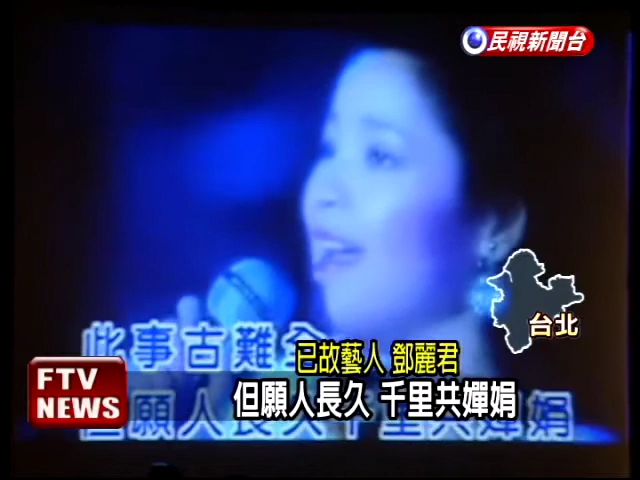 民視新聞台
台北
此事古難全
已故藝人 鄧麗君
但願人長久 千里共嬋娟
但願人長久千里共嬋娟
FTV
NEWS